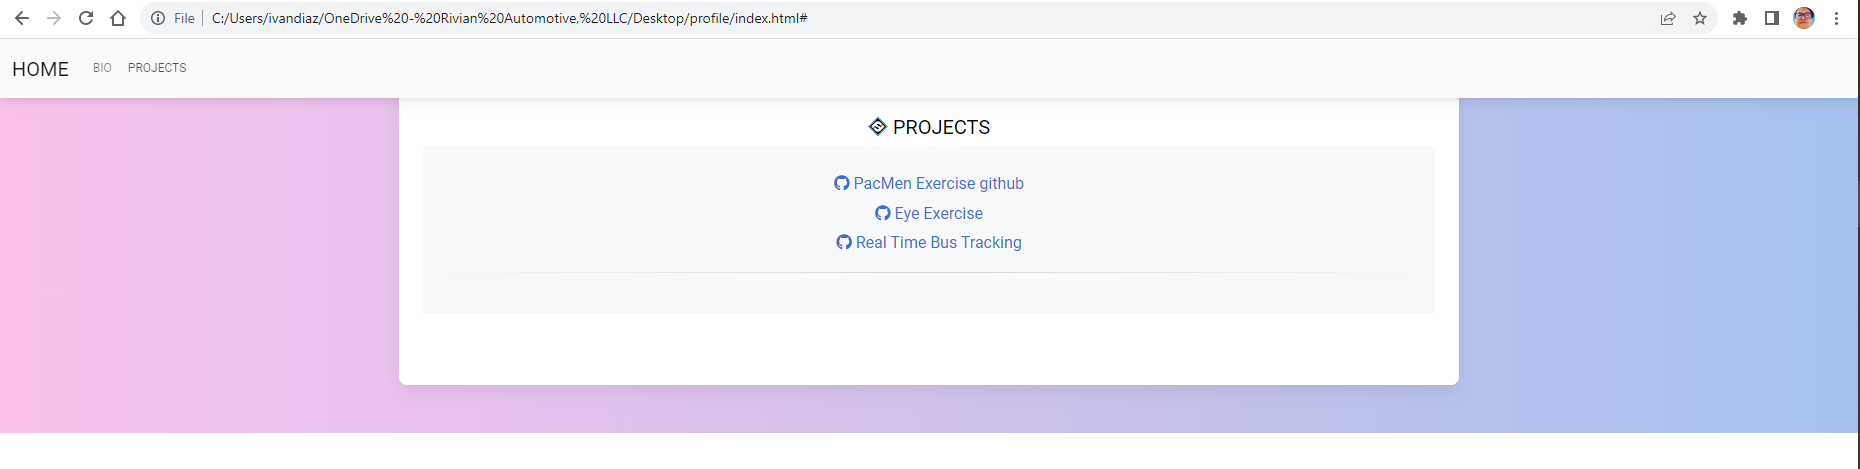 File C:/Users/ivandiaz/OneDrive%20-%20Rivian%20Automotive,%20LLC/Desktop/profile/index.html#
HOME BIO PROJECTS
PROJECTS
PacMen Exercise github
Eye Exercise
Real Time Bus Tracking